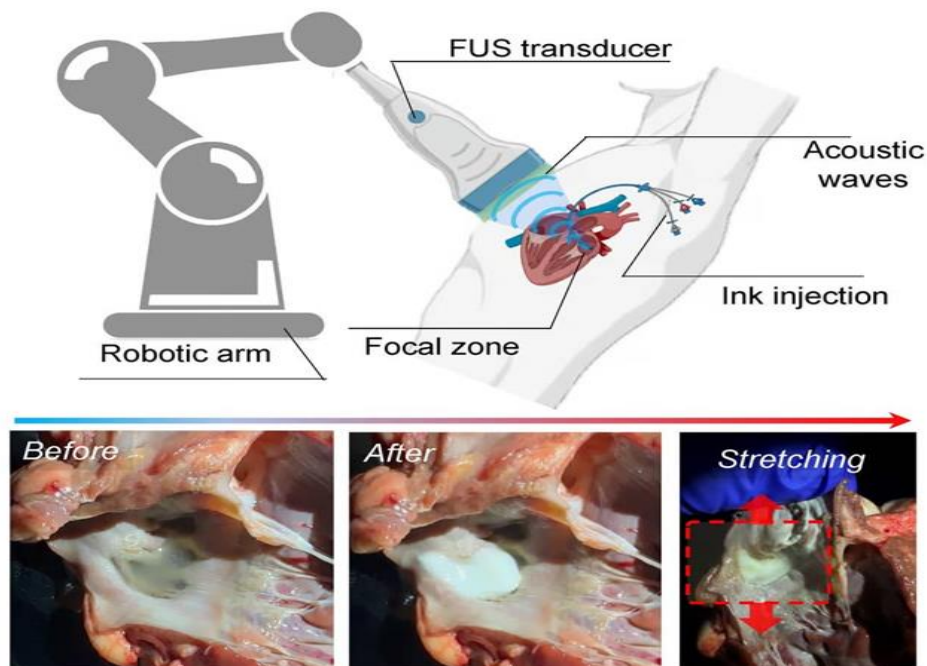 FUS transducer
Acoustic
waves
Ink injection
Focal zone
Robotic arm
Before
After
Stretching